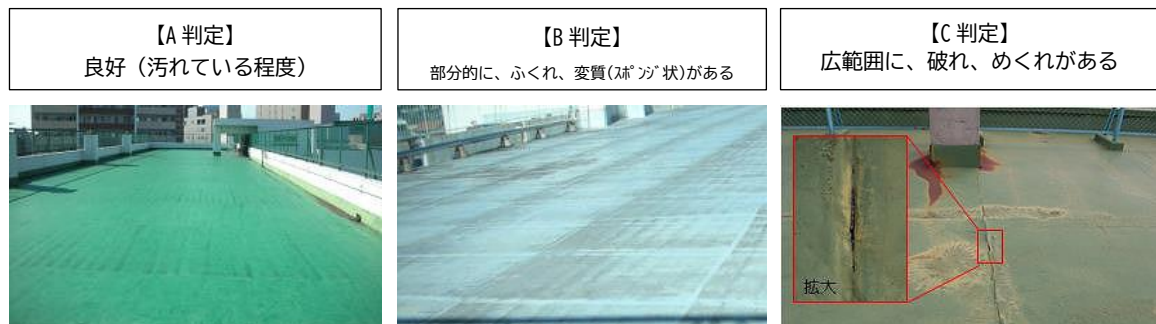 【A 判定】
良好（汚れている程度）
【B 判定】
部分的に、ふくれ、変質(ｽﾎﾟﾝｼﾞ状)がある
【C 判定】
広範囲に、破れ、めくれがある
拡大